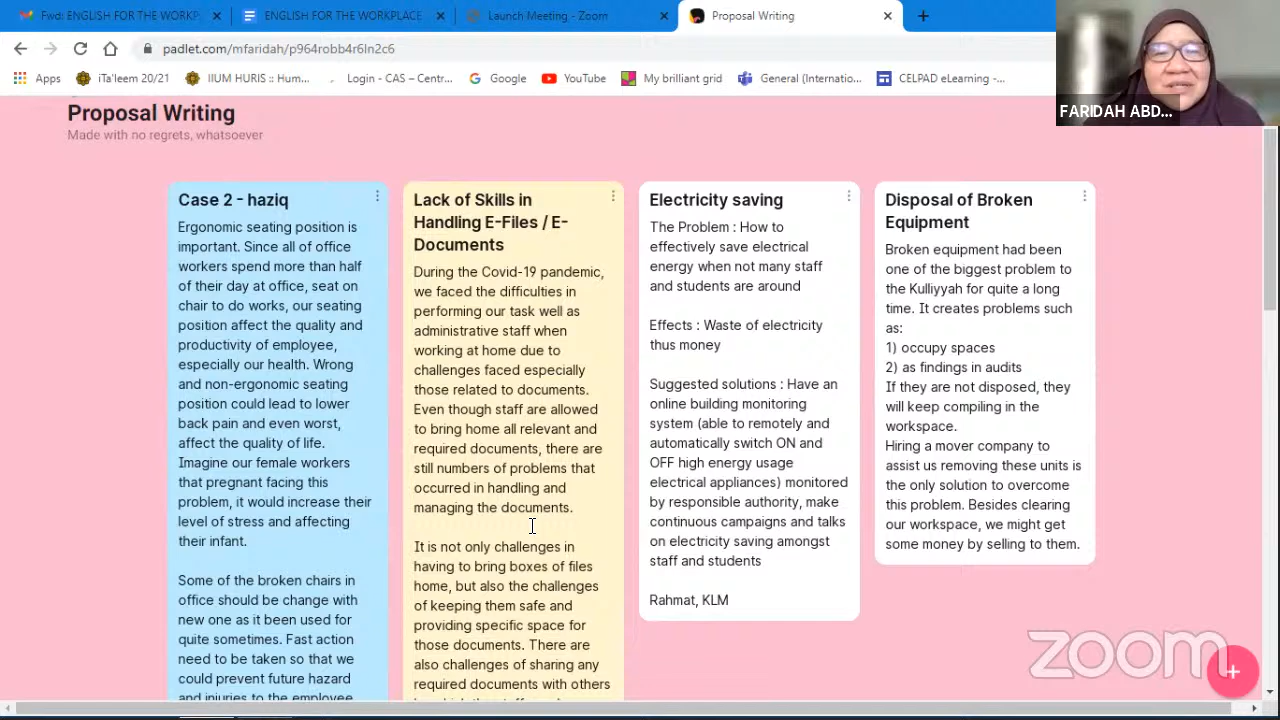 Fwd: ENGLISH FOR THE WORKP
ENGLISH FOR THE WORKPLACE
Launch Meeting - Zoom
Proposal Writing
padlet.com/mfaridah/p964robb4r6ln2c6
Apps
iTa'leem 20/21
IIUM HURIS :: Hum...
Login - CAS – Centr...
Google
YouTube
My brilliant grid
General (Internatio...
CELPAD eLearning -...
FARIDAH ABD...
Proposal Writing
Made with no regrets, whatsoever
Case 2 - haziq
Ergonomic seating position is
important. Since all of office
workers spend more than half
of their day at office, seat on
chair to do works, our seating
position affect the quality and
productivity of employee,
especially our health. Wrong
and non-ergonomic seating
position could lead to lower
back pain and even worst,
affect the quality of life.
Imagine our female workers
that pregnant facing this
problem, it would increase their
level of stress and affecting
their infant.
Some of the broken chairs in
office should be change with
new one as it been used for
quite sometimes. Fast action
need to be taken so that we
could prevent future hazard
and injuries to the employee
Lack of Skills in
Handling E-Files / E-
Documents
During the Covid-19 pandemic,
we faced the difficulties in
performing our task well as
administrative staff when
working at home due to
challenges faced especially
those related to documents.
Even though staff are allowed
to bring home all relevant and
required documents, there are
still numbers of problems that
occurred in handling and
managing the documents.
It is not only challenges in
having to bring boxes of files
home, but also the challenges
of keeping them safe and
providing specific space for
those documents. There are
also challenges of sharing any
required documents with others
Electricity saving
The Problem : How to
effectively save electrical
energy when not many staff
and students are around
Effects : Waste of electricity
thus money
Suggested solutions : Have an
online building monitoring
system (able to remotely and
automatically switch ON and
OFF high energy usage
electrical appliances) monitored
by responsible authority, make
continuous campaigns and talks
on electricity saving amongst
staff and students
Rahmat, KLM
Disposal of Broken
Equipment
Broken equipment had been
one of the biggest problem to
the Kulliyyah for quite a long
time. It creates problems such
as:
1) occupy spaces
2) as findings in audits
If they are not disposed, they
will keep compiling in the
workspace.
Hiring a mover company to
assist us removing these units is
the only solution to overcome
this problem. Besides clearing
our workspace, we might get
some money by selling to them.
zoom